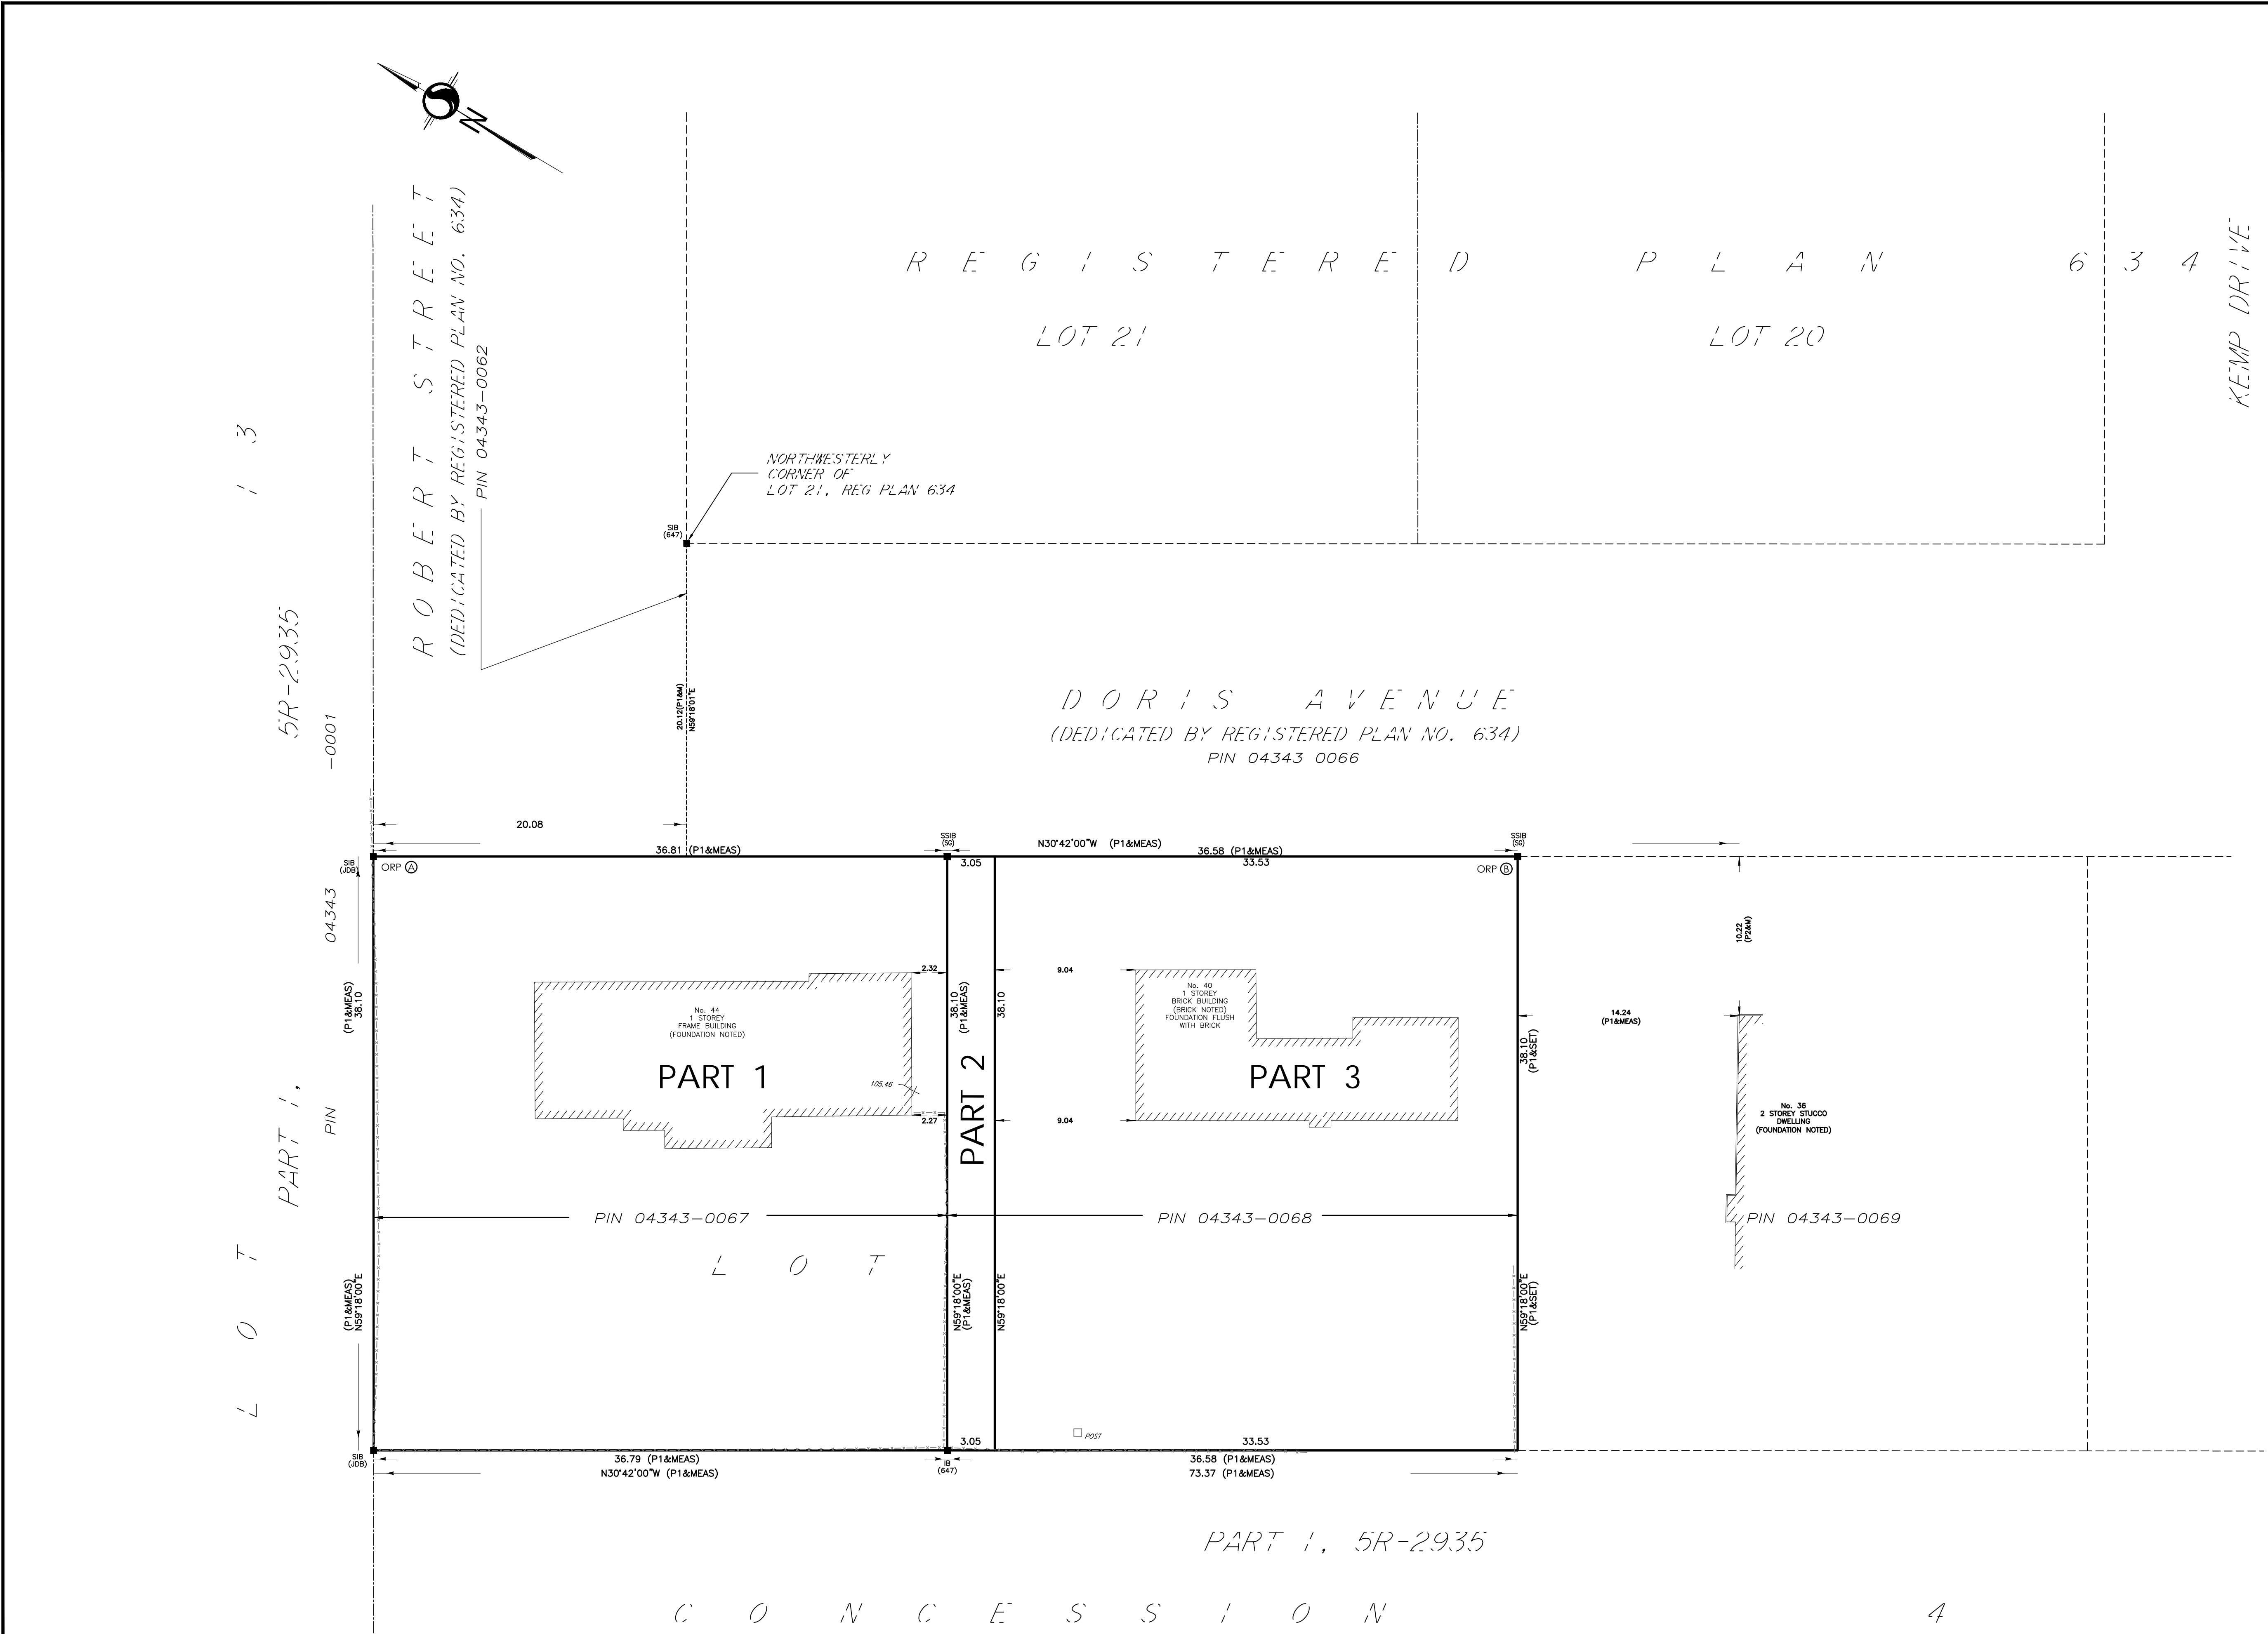 N
ROBERT STREET
(DEDICATED BY REGISTERED PLAN NO. 634)
PIN 04343-0062
REGISTERED PLAN 634
LOT 21
LOT 20
KEMP DRIVE
NORTHWESTERLY
CORNER OF
LOT 21, REG PLAN 634
SIB
(647)
20.12(P1&M)
N59°18'01"E
DORIS AVENUE
(DEDICATED BY REGISTERED PLAN NO. 634)
PIN 04343 0066
LOT 13
PART 1, 5R-2935
PIN 04343 -0001
20.08
36.81 (P1&MEAS)
SSIB
(SG)
N30°42'00"W (P1&MEAS)
36.58 (P1&MEAS)
SSIB
(SG)
SIB
(JDB)
ORP A
3.05
33.53
ORP B
10.22
(P2&M)
(P1&MEAS)
38.10
2.32
38.10
(P1&MEAS)
38.10
9.04
No. 44
1 STOREY
FRAME BUILDING
(FOUNDATION NOTED)
No. 40
1 STOREY
BRICK BUILDING
(BRICK NOTED)
FOUNDATION FLUSH
WITH BRICK
14.24
(P1&MEAS)
38.10
(P1&SET)
PART 1
105.46
PART 2
PART 3
2.27
9.04
No. 36
2 STOREY STUCCO
DWELLING
(FOUNDATION NOTED)
PIN 04343-0067
PIN 04343-0068
PIN 04343-0069
LOT
(P1&MEAS)
N59°18'00"E
N59°18'00"E
(P1&MEAS)
N59°18'00"E
N59°18'00"E
(P1&SET)
POST
3.05
33.53
SIB
(JDB)
36.79 (P1&MEAS)
N30°42'00"W (P1&MEAS)
IB
(647)
36.58 (P1&MEAS)
73.37 (P1&MEAS)
PART 1, 5R-2935
CONCESSION 4